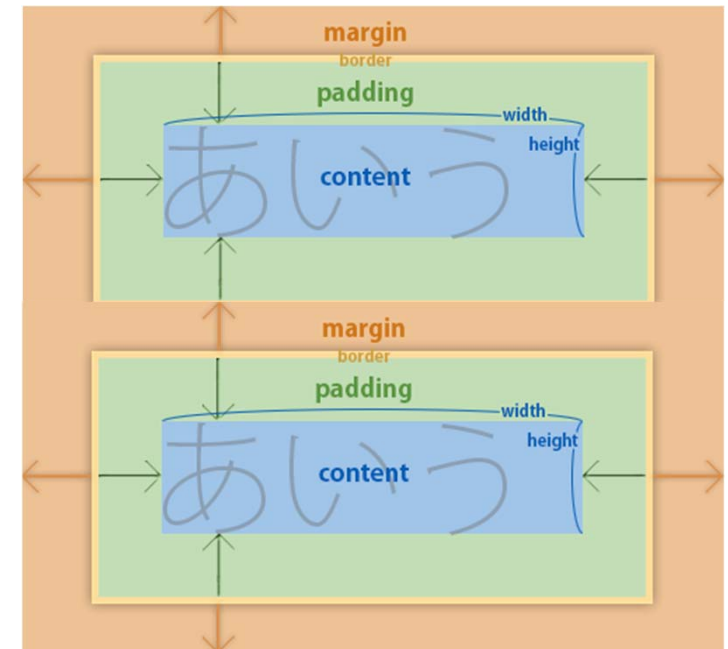 margin
border
padding
width
height
あいう
content
margin
border
padding
width
height
あいう
content